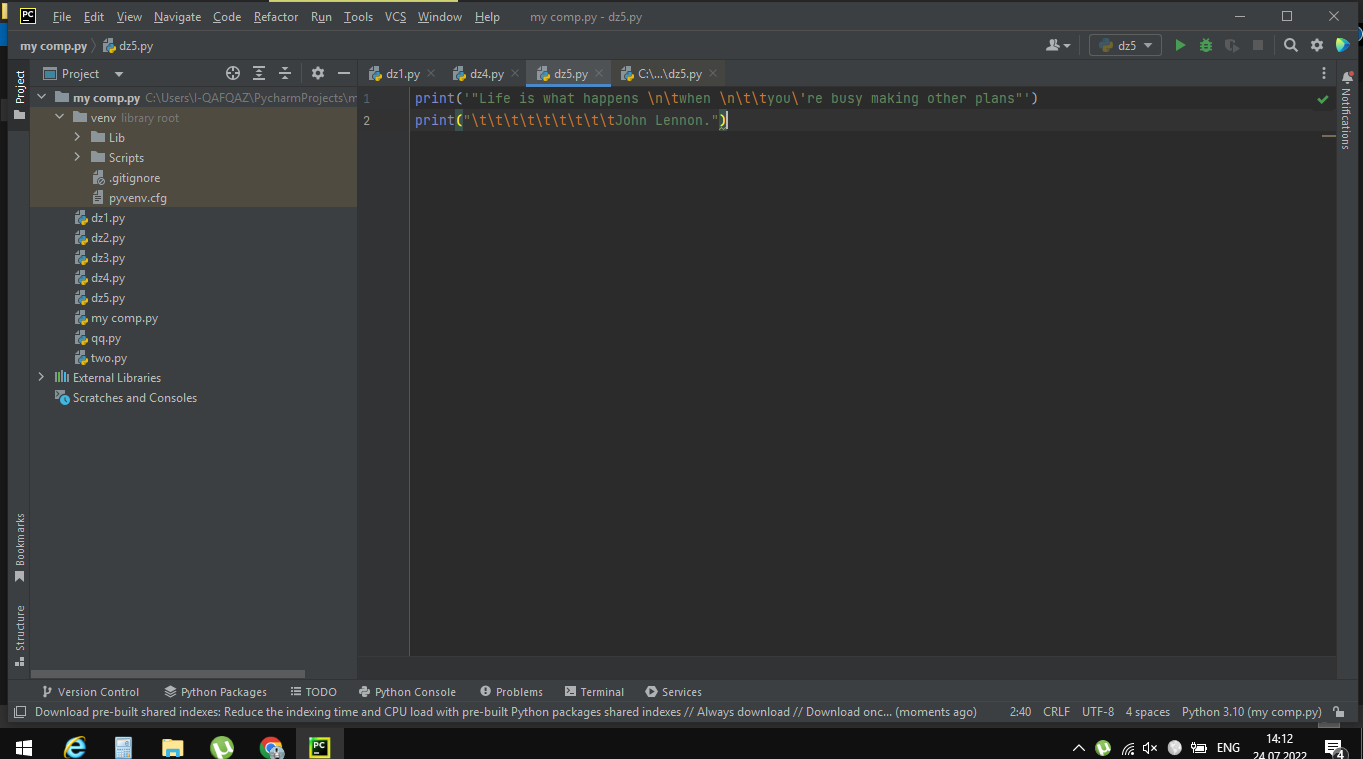 PC File Edit View Navigate Code Refactor Run Tools VCS Window Help my comp.py - dz5.py
my comp.py dz5.py dz5
Project
Project dz1.py dz4.py dz5.py C:\...\dz5.py
Notifications
my comp.py C:\Users\I-QAFQAZ\PycharmProjects\m
1 print('"Life is what happens \n\twhen \n\t\tyou\'re busy making other plans"')
venv library root
2 print("\t\t\t\t\t\t\t\t\tJohn Lennon.")
Lib
Scripts
.gitignore
pyvenv.cfg
dz1.py
dz2.py
dz3.py
dz4.py
dz5.py
my comp.py
qq.py
two.py
External Libraries
Scratches and Consoles
Bookmarks
Structure
Version Control Python Packages TODO Python Console Problems Terminal Services
Download pre-built shared indexes: Reduce the indexing time and CPU load with pre-built Python packages shared indexes // Always download // Download onc... (moments ago) 2:40 CRLF UTF-8 4 spaces Python 3.10 (my comp.py)
PC ENG 14:12 4
24.07.2022